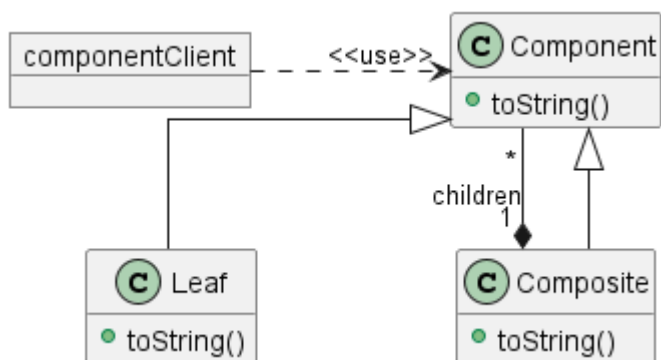 componentClient
<<use>>
C Component
toString()
*
children
1
C Leaf
toString()
C Composite
toString()